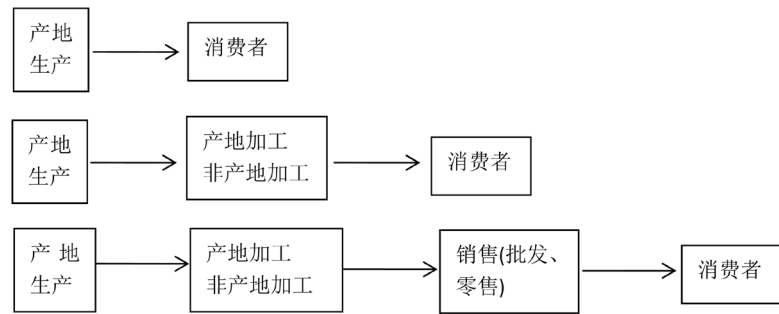 产地
生产
消费者
产地
生产
产地加工
非产地加工
消费者
产 地
生产
产地加工
非产地加工
销售(批发、
零售)
消费者